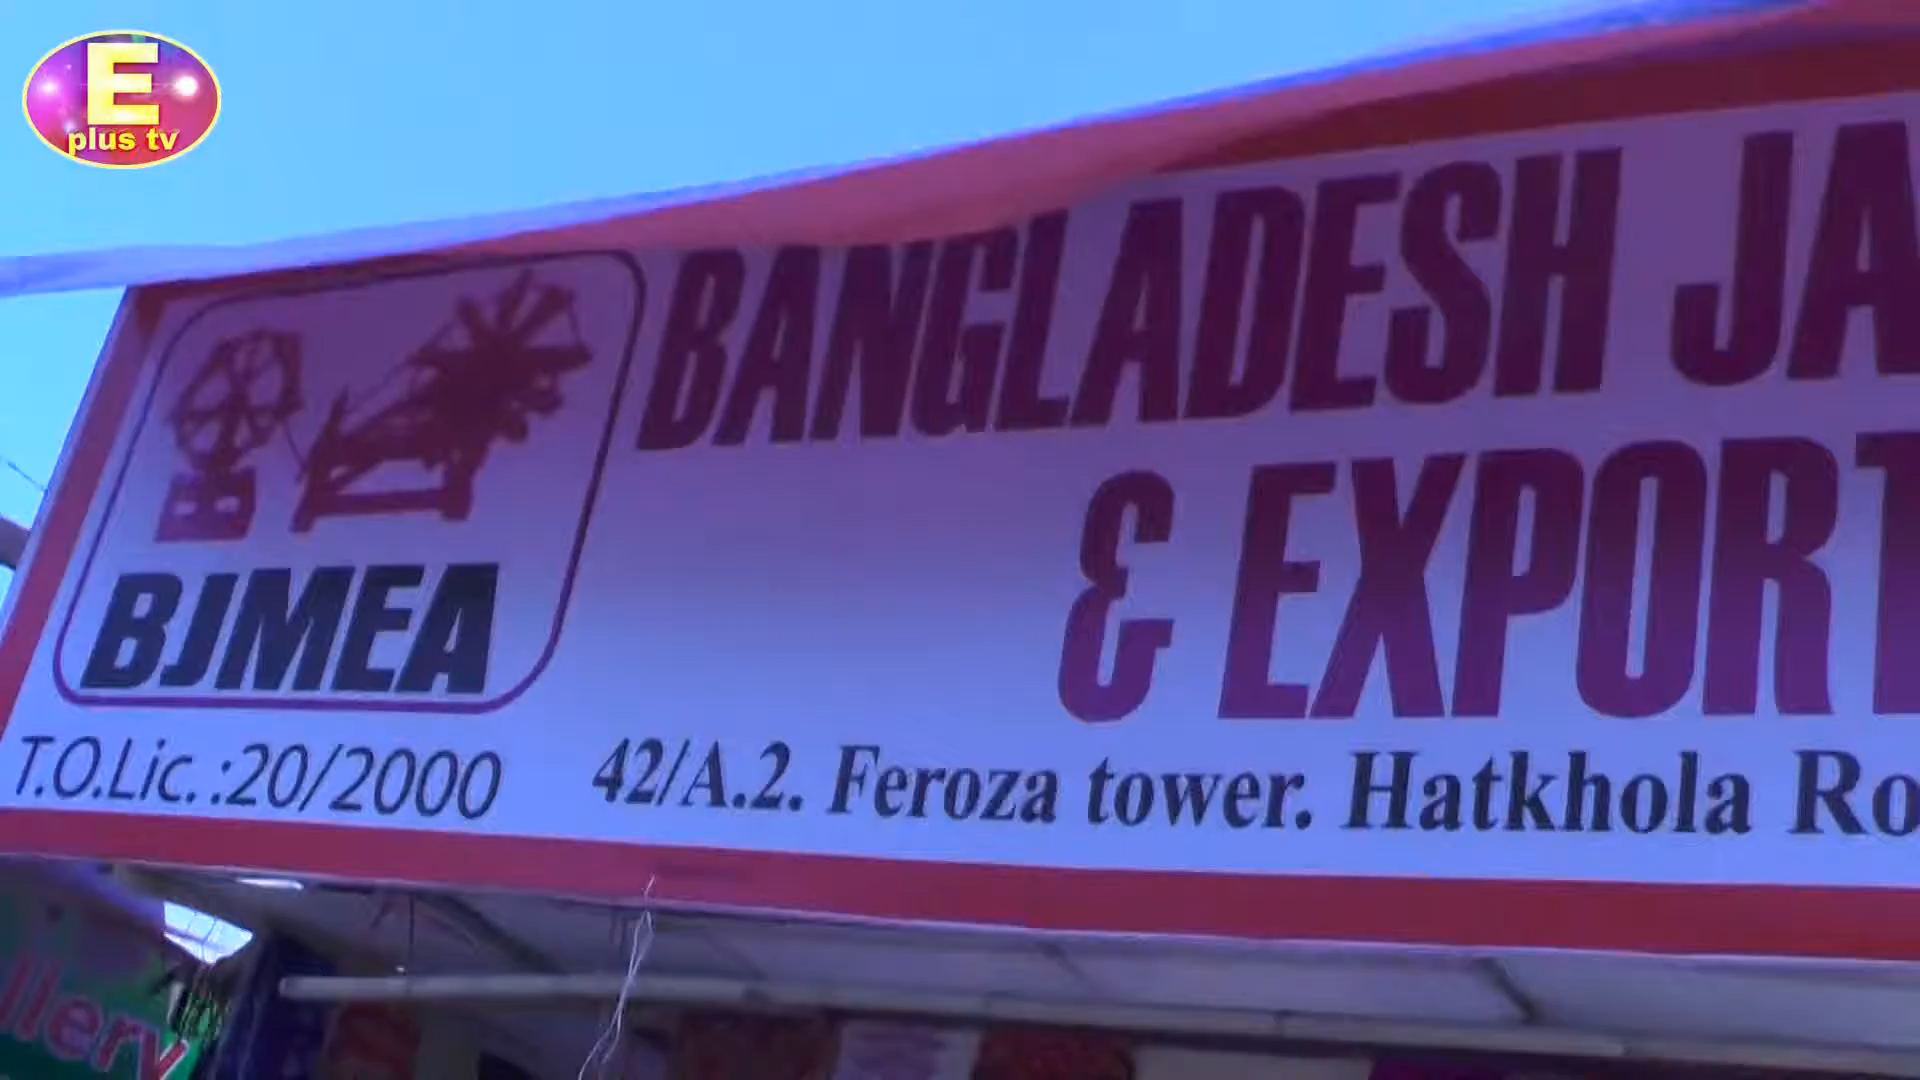 E
plus tv
BANGLADESH JA
& EXPORT
BJMEA
T.O.Lic.:20/2000
42/A.2. Feroza tower. Hatkhola Ro
llery